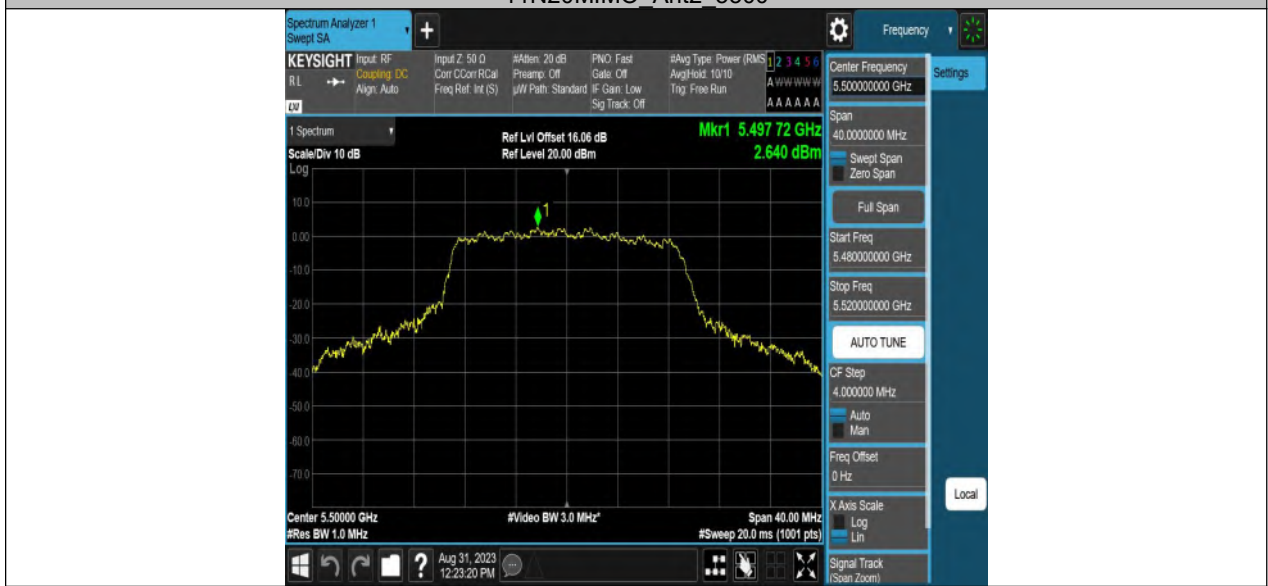 Spectrum Analyzer 1
Swept SA
+
Frequency
KEYSIGHT
RL
LXI
Input: RF
Coupling: DC
Align: Auto
Input Z: 50 Ω
Corr CCorr RCal
Freq Ref: Int (S)
#Atten: 20 dB
Preamp: Off
µW Path: Standard
PNO: Fast
Gate: Off
IF Gain: Low
Sig Track: Off
#Avg Type: Power (RMS
Avg|Hold: 10/10
Trig: Free Run
1 2 3 4 5 6
A W W W W W
A A A A A A
1 Spectrum
Scale/Div 10 dB
Ref Lvl Offset 16.06 dB
Ref Level 20.00 dBm
Mkr1 5.497 72 GHz
2.640 dBm
Log
10.0
0.00
-10.0
-20.0
-30.0
-40.0
-50.0
-60.0
-70.0
1
Center 5.50000 GHz
#Res BW 1.0 MHz
#Video BW 3.0 MHz*
Span 40.00 MHz
#Sweep 20.0 ms (1001 pts)
?
Aug 31, 2023
12:23:20 PM
Center Frequency
5.500000000 GHz
Settings
Span
40.0000000 MHz
Swept Span
Zero Span
Full Span
Start Freq
5.480000000 GHz
Stop Freq
5.520000000 GHz
AUTO TUNE
CF Step
4.000000 MHz
Auto
Man
Freq Offset
0 Hz
X Axis Scale
Log
Lin
Local
Signal Track
(Span Zoom)